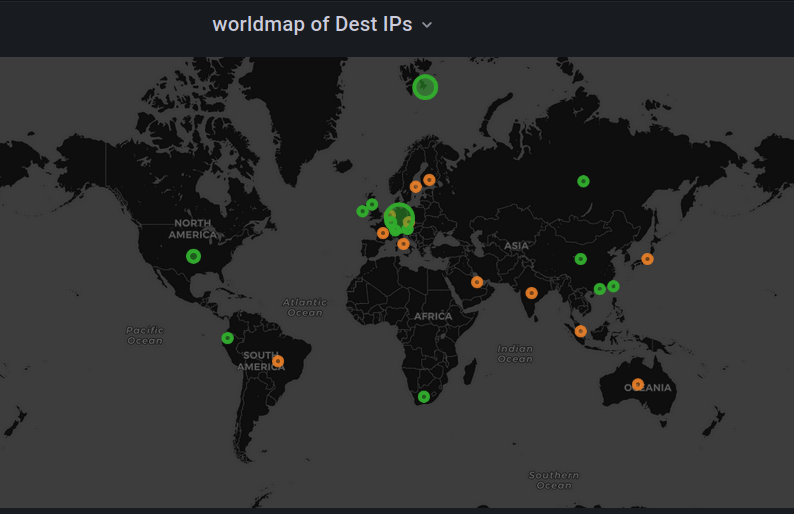 worldmap of Dest IPs
NORTH
AMERICA
ASIA
Atlantic
Ocean
AFRICA
Pacific
Ocean
Indian
Ocean
SOUTH
AMERICA
OCEANIA
Southern
Ocean